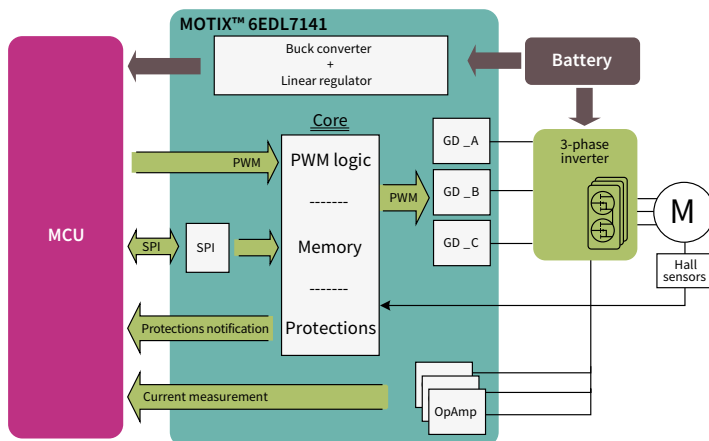 MOTIX™ 6EDL7141
Buck converter
+
Linear regulator
Battery
Core
PWM logic
-------
Memory
-------
Protections
PWM
PWM
GD _A
GD _B
GD _C
3-phase
inverter
M
Hall
sensors
MCU
SPI
SPI
Protections notification
Current measurement
OpAmp